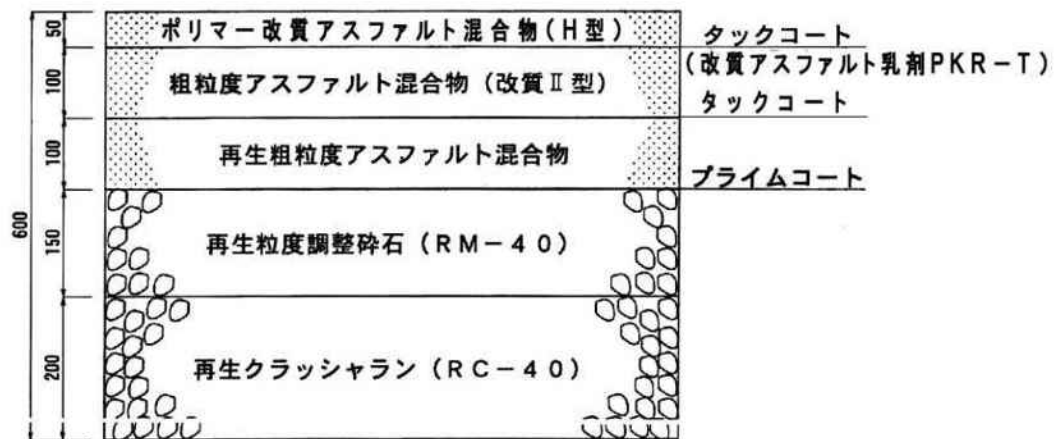 50
ポリマー改質アスファルト混合物(H型)
タックコート
(改質アスファルト乳剤PKR-T)
100
粗粒度アスファルト混合物 (改質Ⅱ型)
タックコート
100
再生粗粒度アスファルト混合物
プライムコート
600
150
再生粒度調整砕石 (RM-40)
200
再生クラッシャラン (RC-40)